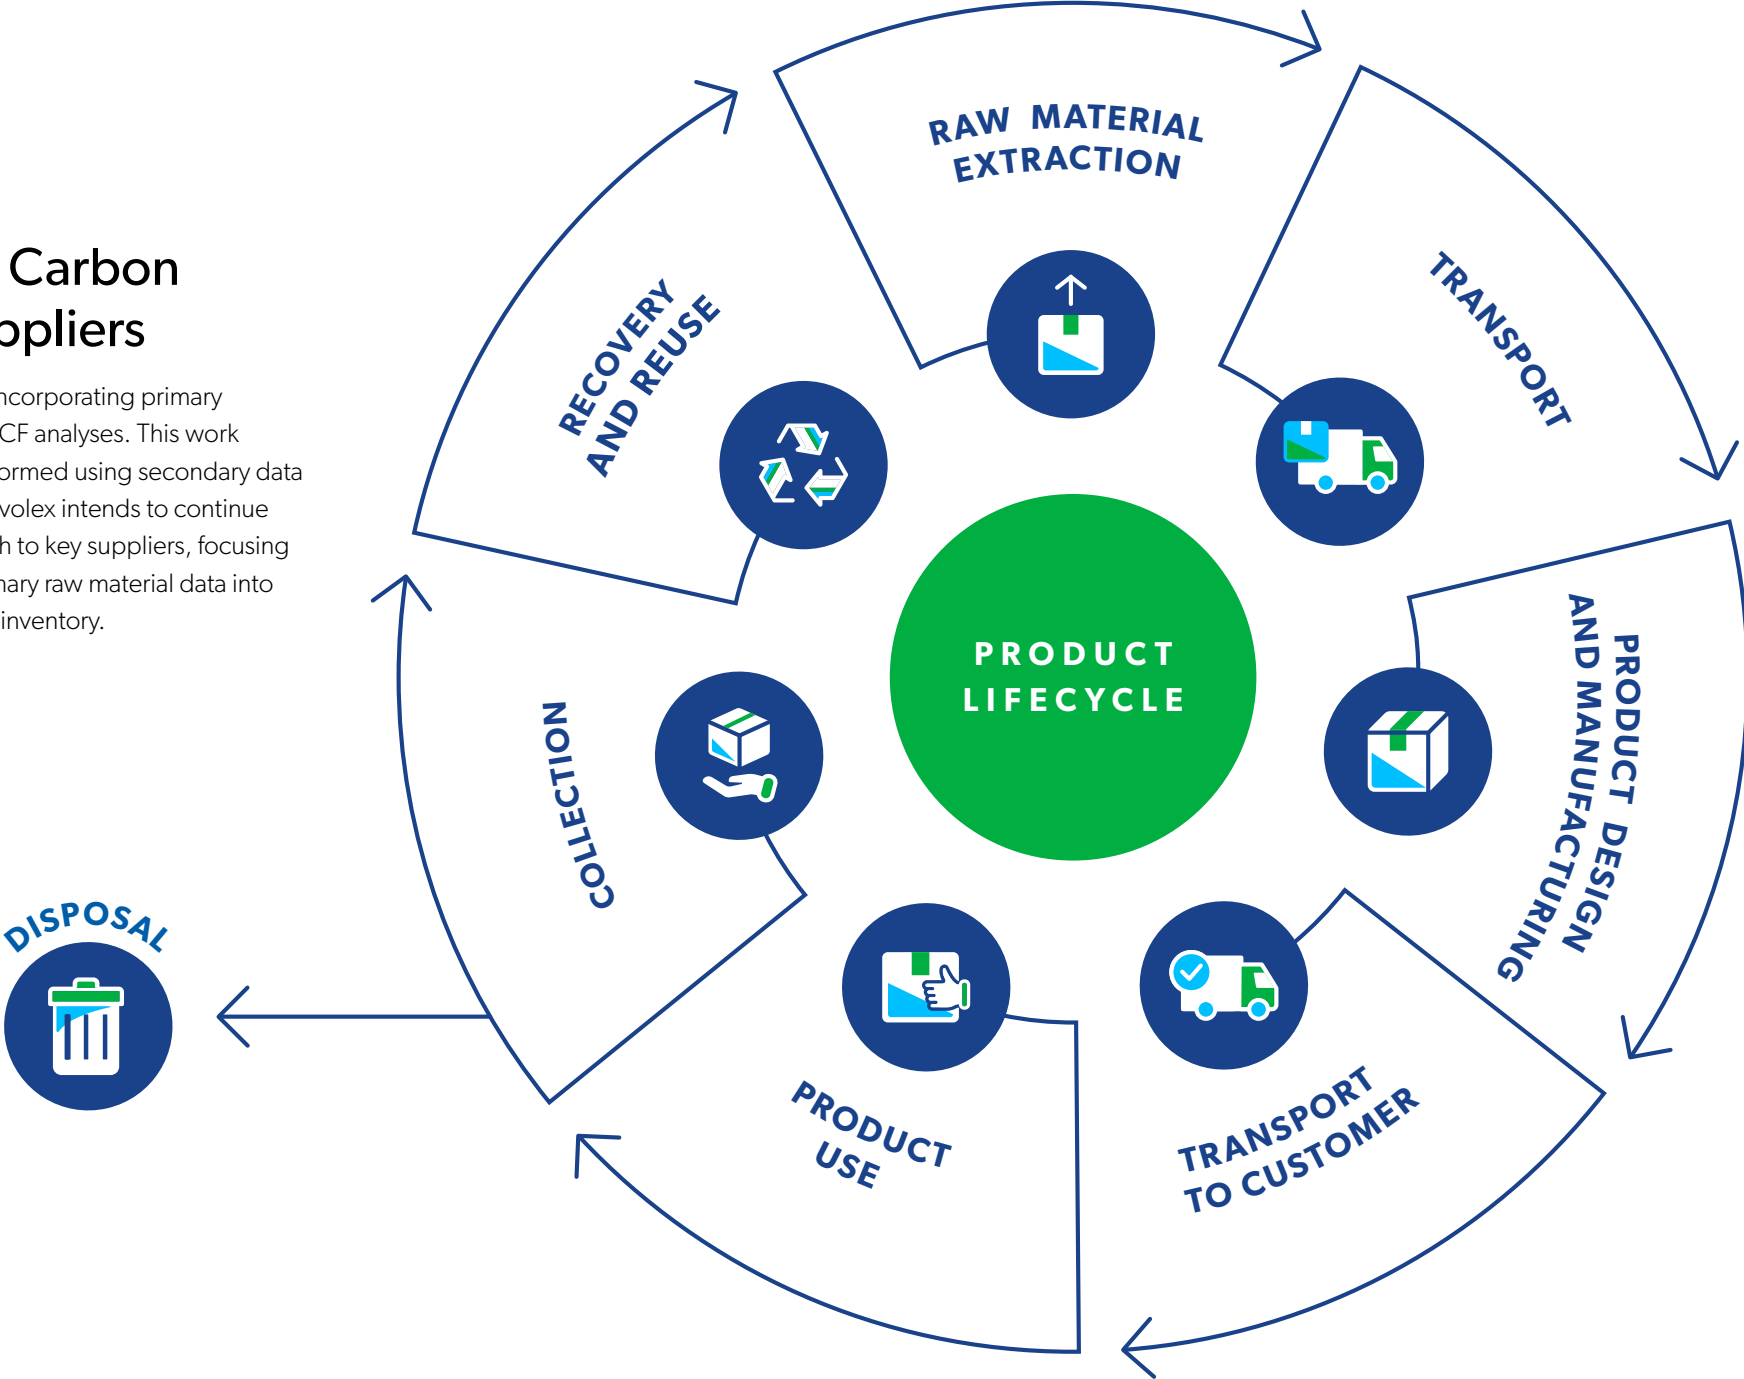 Carbon
ppliers
ncorporating primary
CF analyses. This work
ormed using secondary data
volex intends to continue
h to key suppliers, focusing
mary raw material data into
inventory.
RAW MATERIAL
EXTRACTION
TRANSPORT
PRODUCT DESIGN
AND MANUFACTURING
TRANSPORT
TO CUSTOMER
PRODUCT
USE
COLLECTION
RECOVERY
AND REUSE
PRODUCT
LIFECYCLE
DISPOSAL